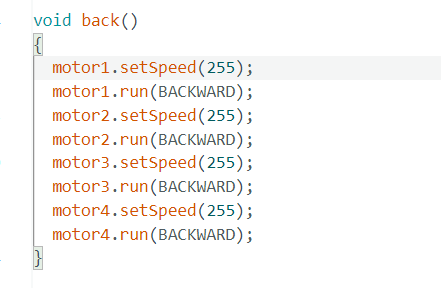 void back()
{
  motor1.setSpeed(255);
  motor1.run(BACKWARD);
  motor2.setSpeed(255);
  motor2.run(BACKWARD);
  motor3.setSpeed(255);
  motor3.run(BACKWARD);
  motor4.setSpeed(255);
  motor4.run(BACKWARD);
}